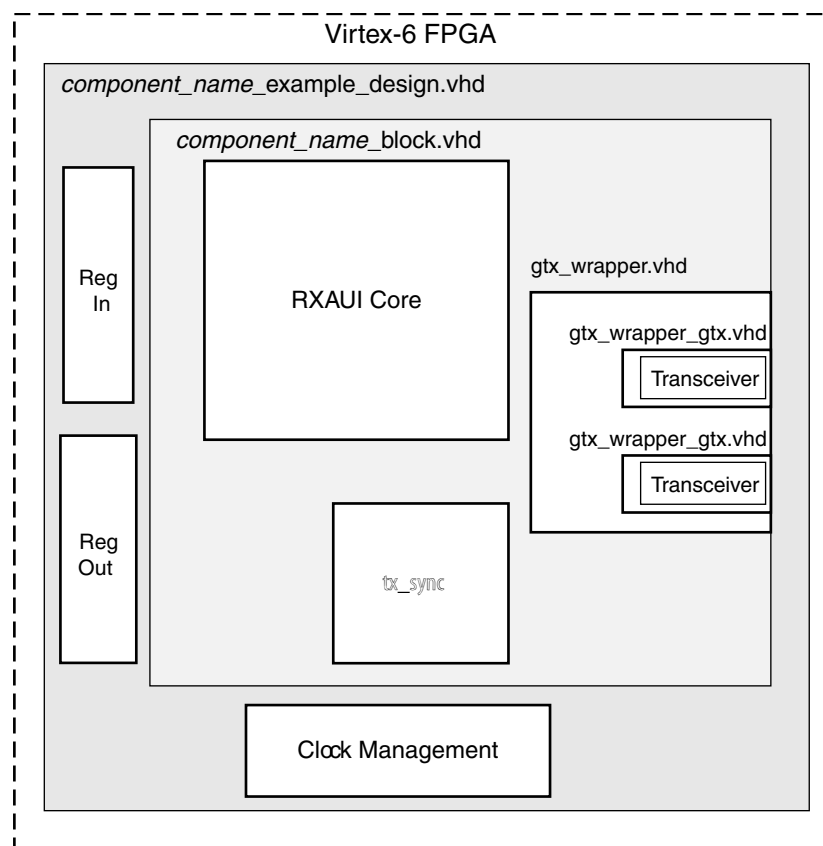 Virtex-6 FPGA
component_name_example_design.vhd
component_name_block.vhd
Reg
In
RXAUI Core
gtx_wrapper.vhd
gtx_wrapper_gtx.vhd
Transceiver
gtx_wrapper_gtx.vhd
Transceiver
Reg
Out
tx_sync
Clock Management